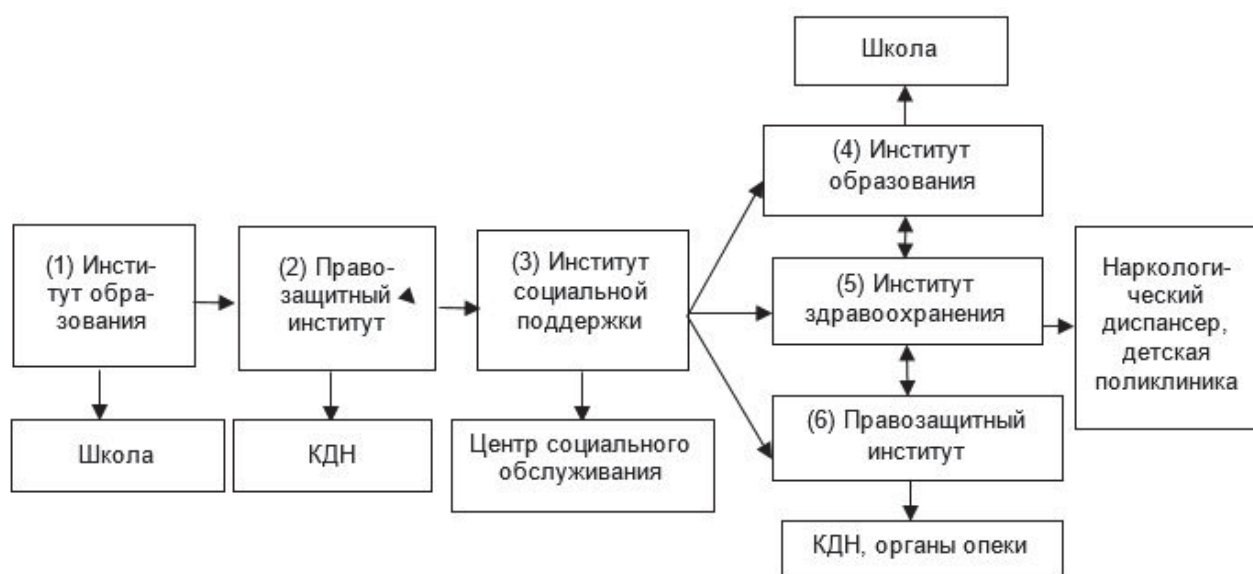 Школа
(4) Институт
образования
(1) Инсти-
тут обра-
зования
(2) Право-
защитный
институт
(3) Институт
социальной
поддержки
(5) Институт
здравоохранения
Наркологи-
ческий
диспансер,
детская
поликлиника
Школа
КДН
Центр социального
обслуживания
(6) Правозащитный
институт
КДН, органы опеки